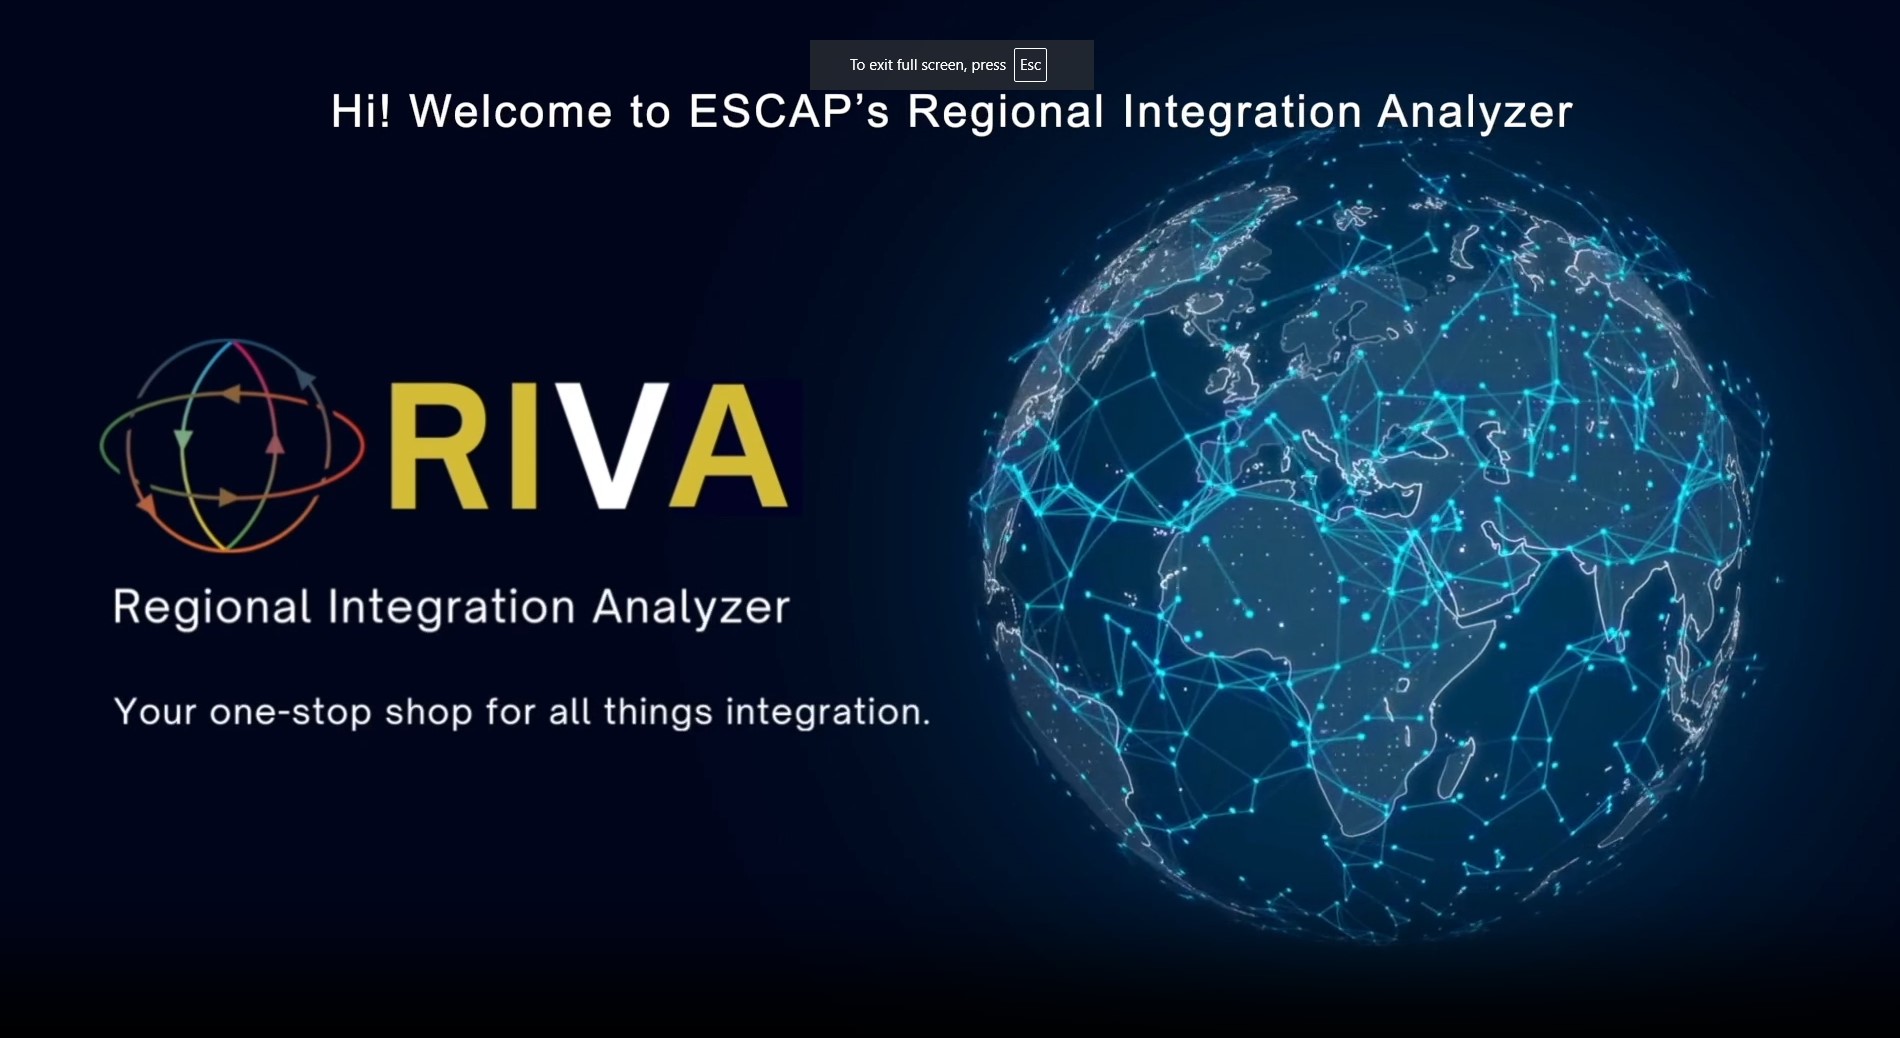 To exit full screen, press Esc
Hi! Welcome to ESCAP’s Regional Integration Analyzer
RIVA
Regional Integration Analyzer
Your one-stop shop for all things integration.